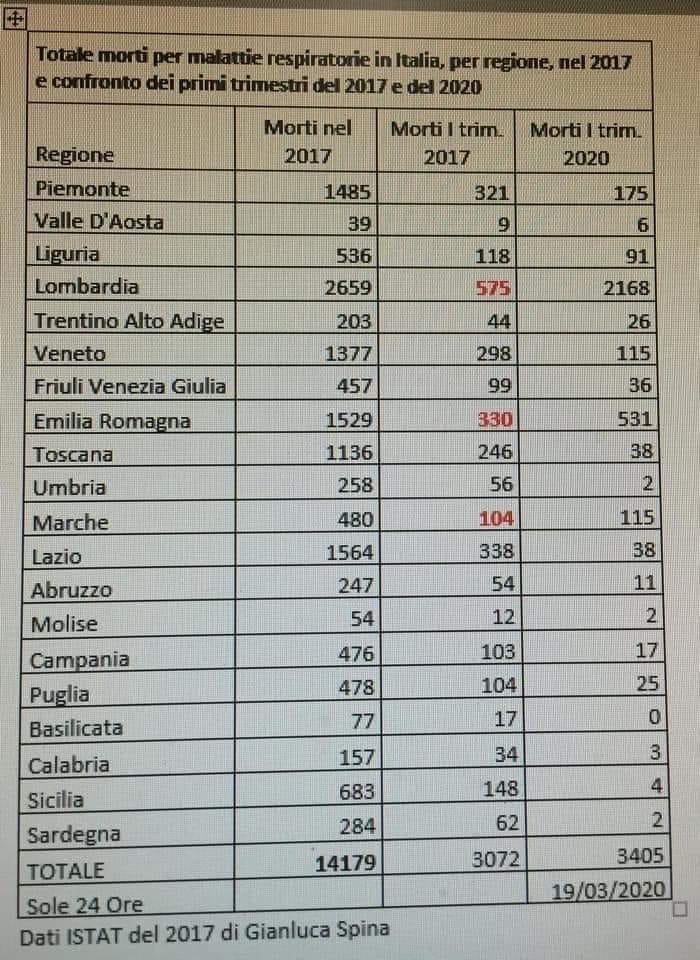 Totale morti per malattie respiratorie in Italia, per regione, nel 2017
e confronto dei primi trimestri del 2017 e del 2020
Regione Morti nel 2017 Morti I trim. 2017 Morti I trim. 2020
Piemonte 1485 321 175
Valle D'Aosta 39 9 6
Liguria 536 118 91
Lombardia 2659 575 2168
Trentino Alto Adige 203 44 26
Veneto 1377 298 115
Friuli Venezia Giulia 457 99 36
Emilia Romagna 1529 330 531
Toscana 1136 246 38
Umbria 258 56 2
Marche 480 104 115
Lazio 1564 338 38
Abruzzo 247 54 11
Molise 54 12 2
Campania 476 103 17
Puglia 478 104 25
Basilicata 77 17 0
Calabria 157 34 3
Sicilia 683 148 4
Sardegna 284 62 2
TOTALE 14179 3072 3405
Sole 24 Ore 19/03/2020
Dati ISTAT del 2017 di Gianluca Spina